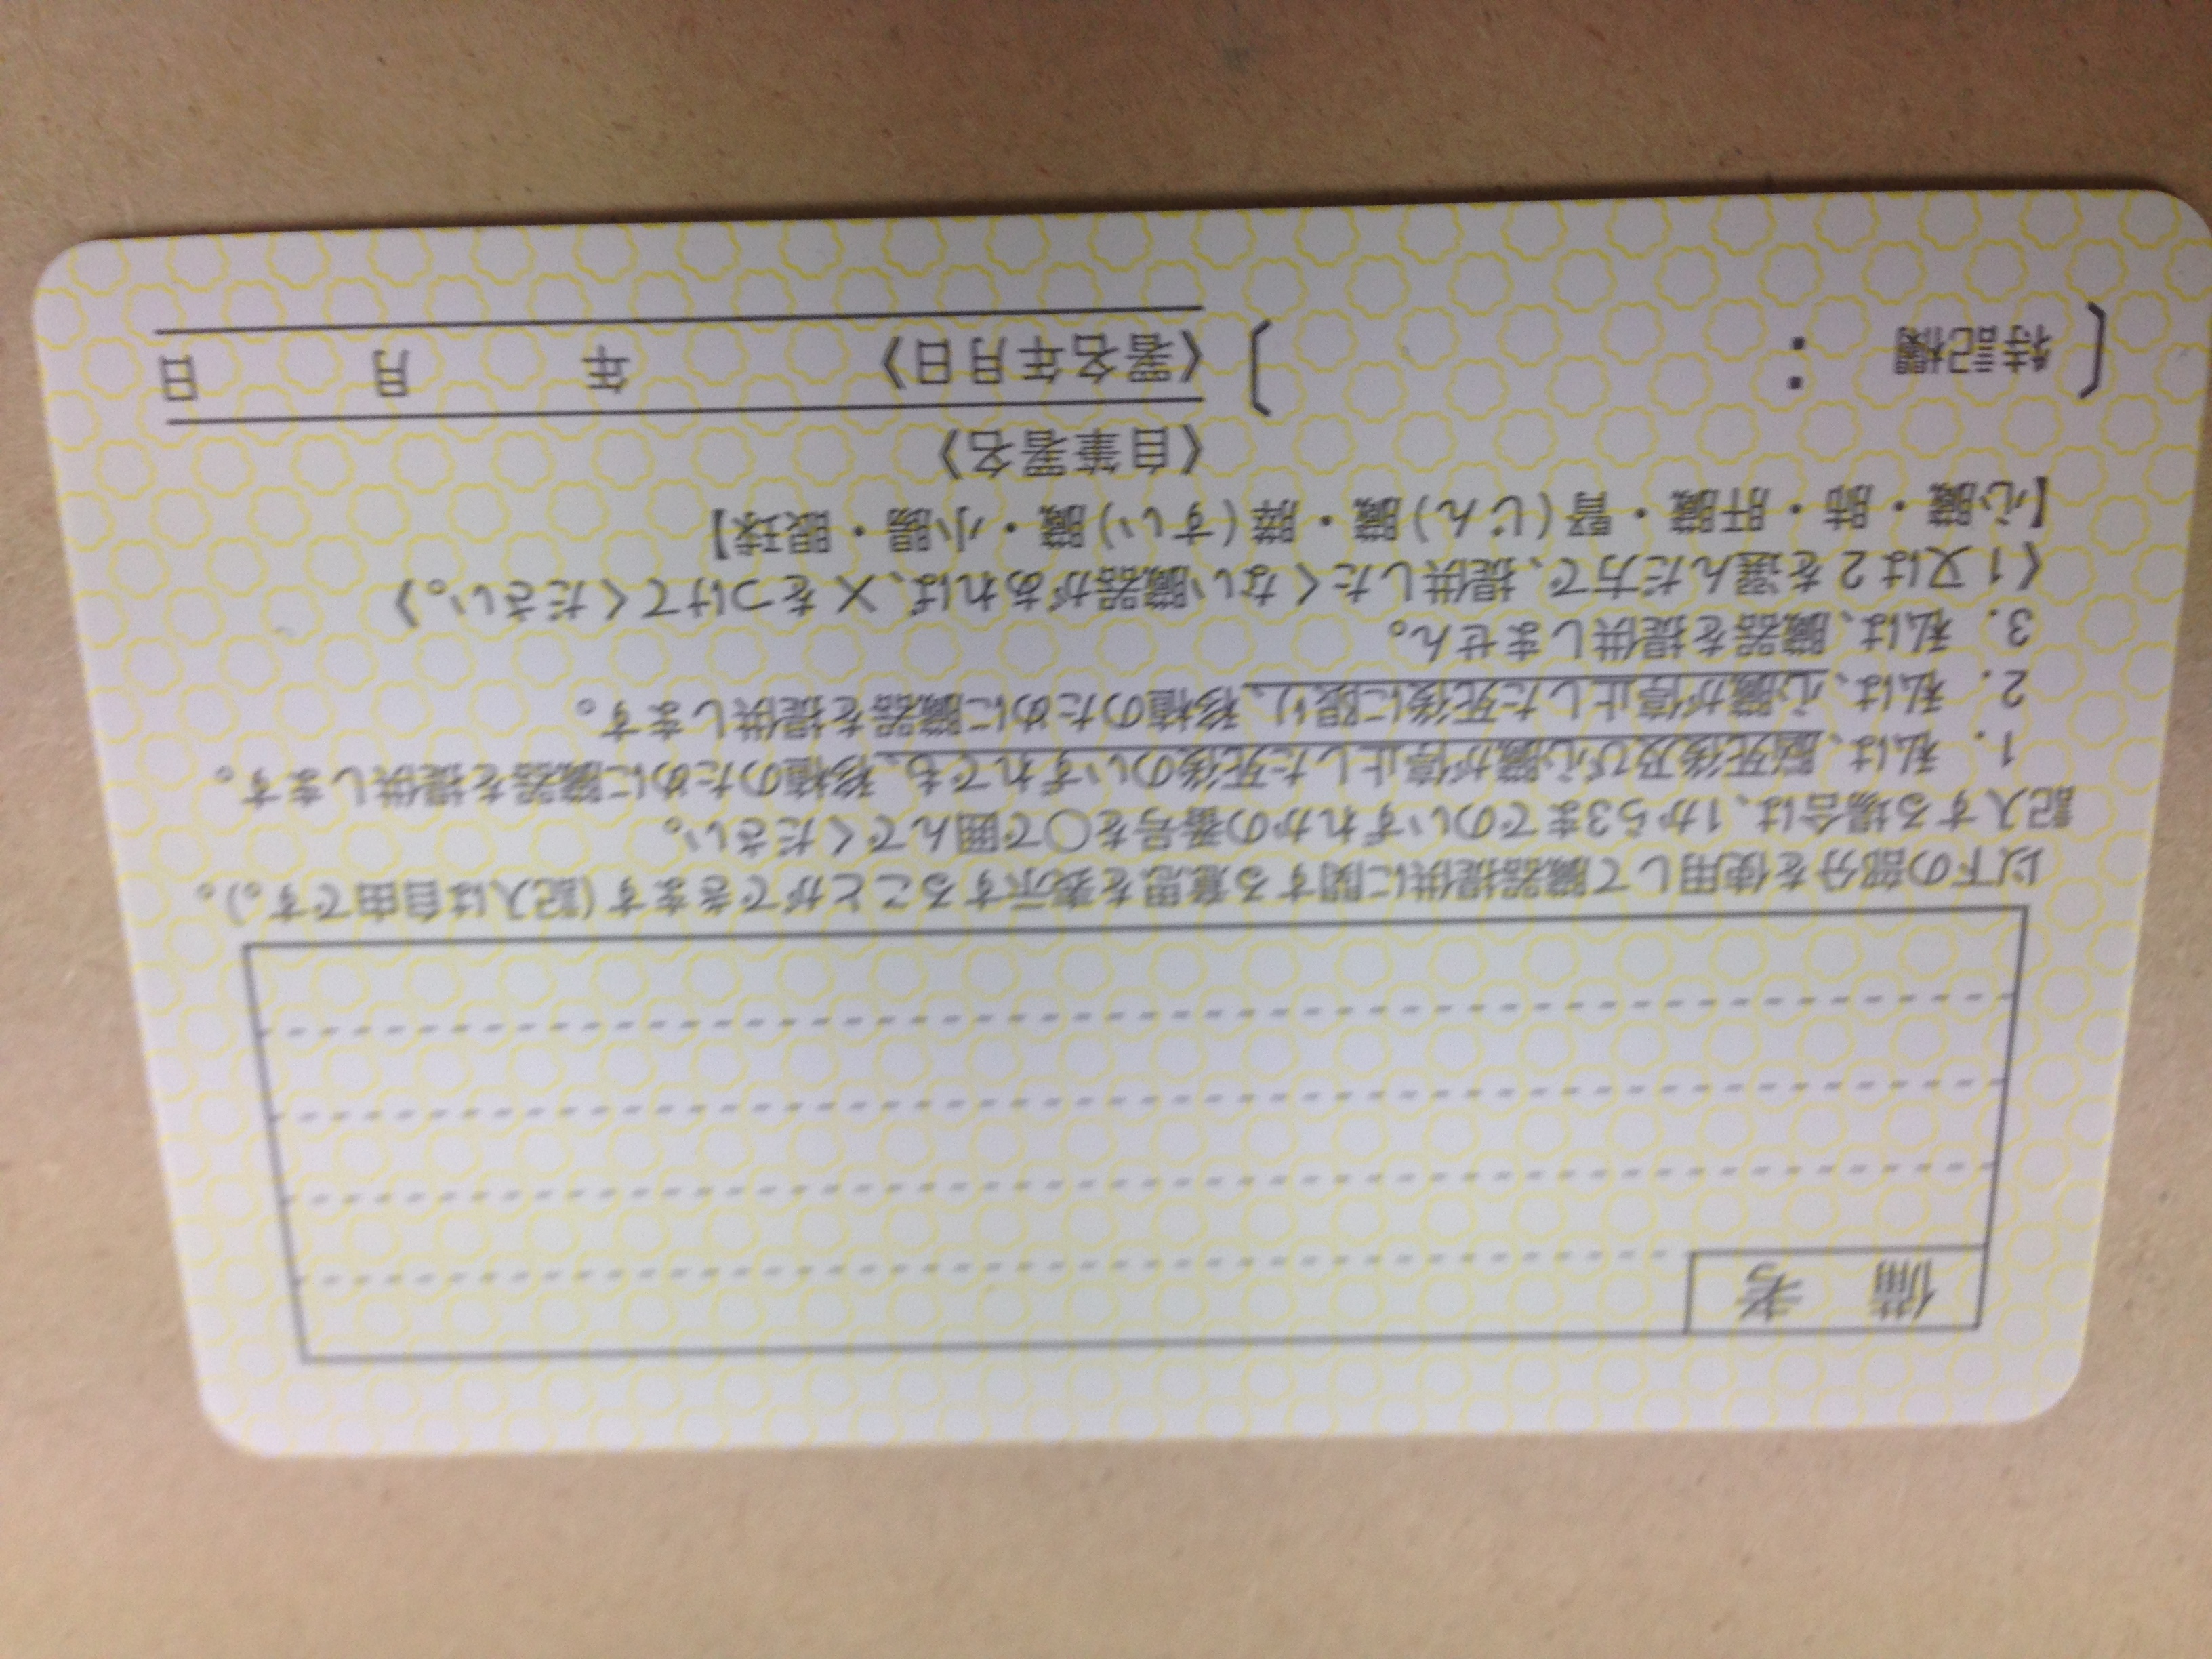 備　考
以下の部分を使用して臓器提供に関する意思を表示することができます(記入は自由です。)。
記入する場合は、1から3までのいずれかの番号を○で囲んでください。
1. 私は、脳死後及び心臓が停止した死後のいずれでも、移植のために臓器を提供します。
2. 私は、心臓が停止した死後に限り、移植のために臓器を提供します。
3. 私は、臓器を提供しません。
《1又は2を選んだ方で、提供したくない臓器があれば、×をつけてください。》
【心臓・肺・肝臓・腎(じん)臓・膵(すい)臓・小腸・眼球】
《自筆署名》
〔特記欄　：　　　〕
《署名年月日》　　　年　　　月　　　日